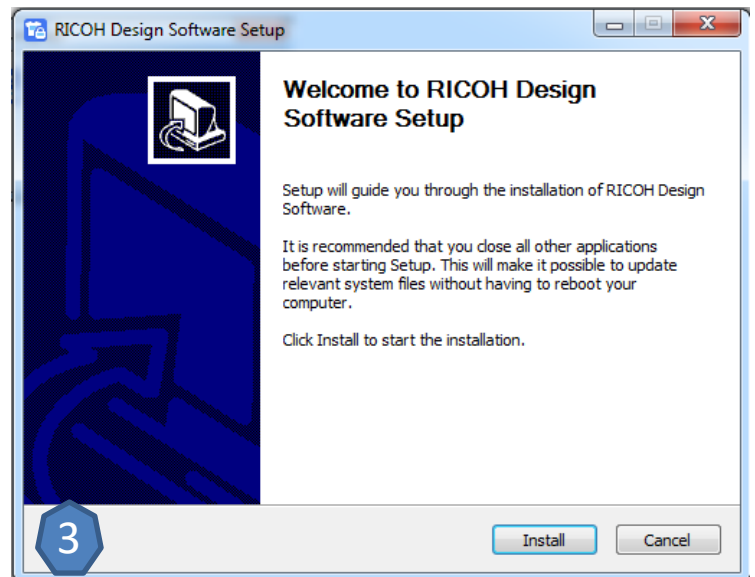 RICOH Design Software Setup
Welcome to RICOH Design
Software Setup
Setup will guide you through the installation of RICOH Design
Software.
It is recommended that you close all other applications
before starting Setup. This will make it possible to update
relevant system files without having to reboot your
computer.
Click Install to start the installation.
3
Install
Cancel